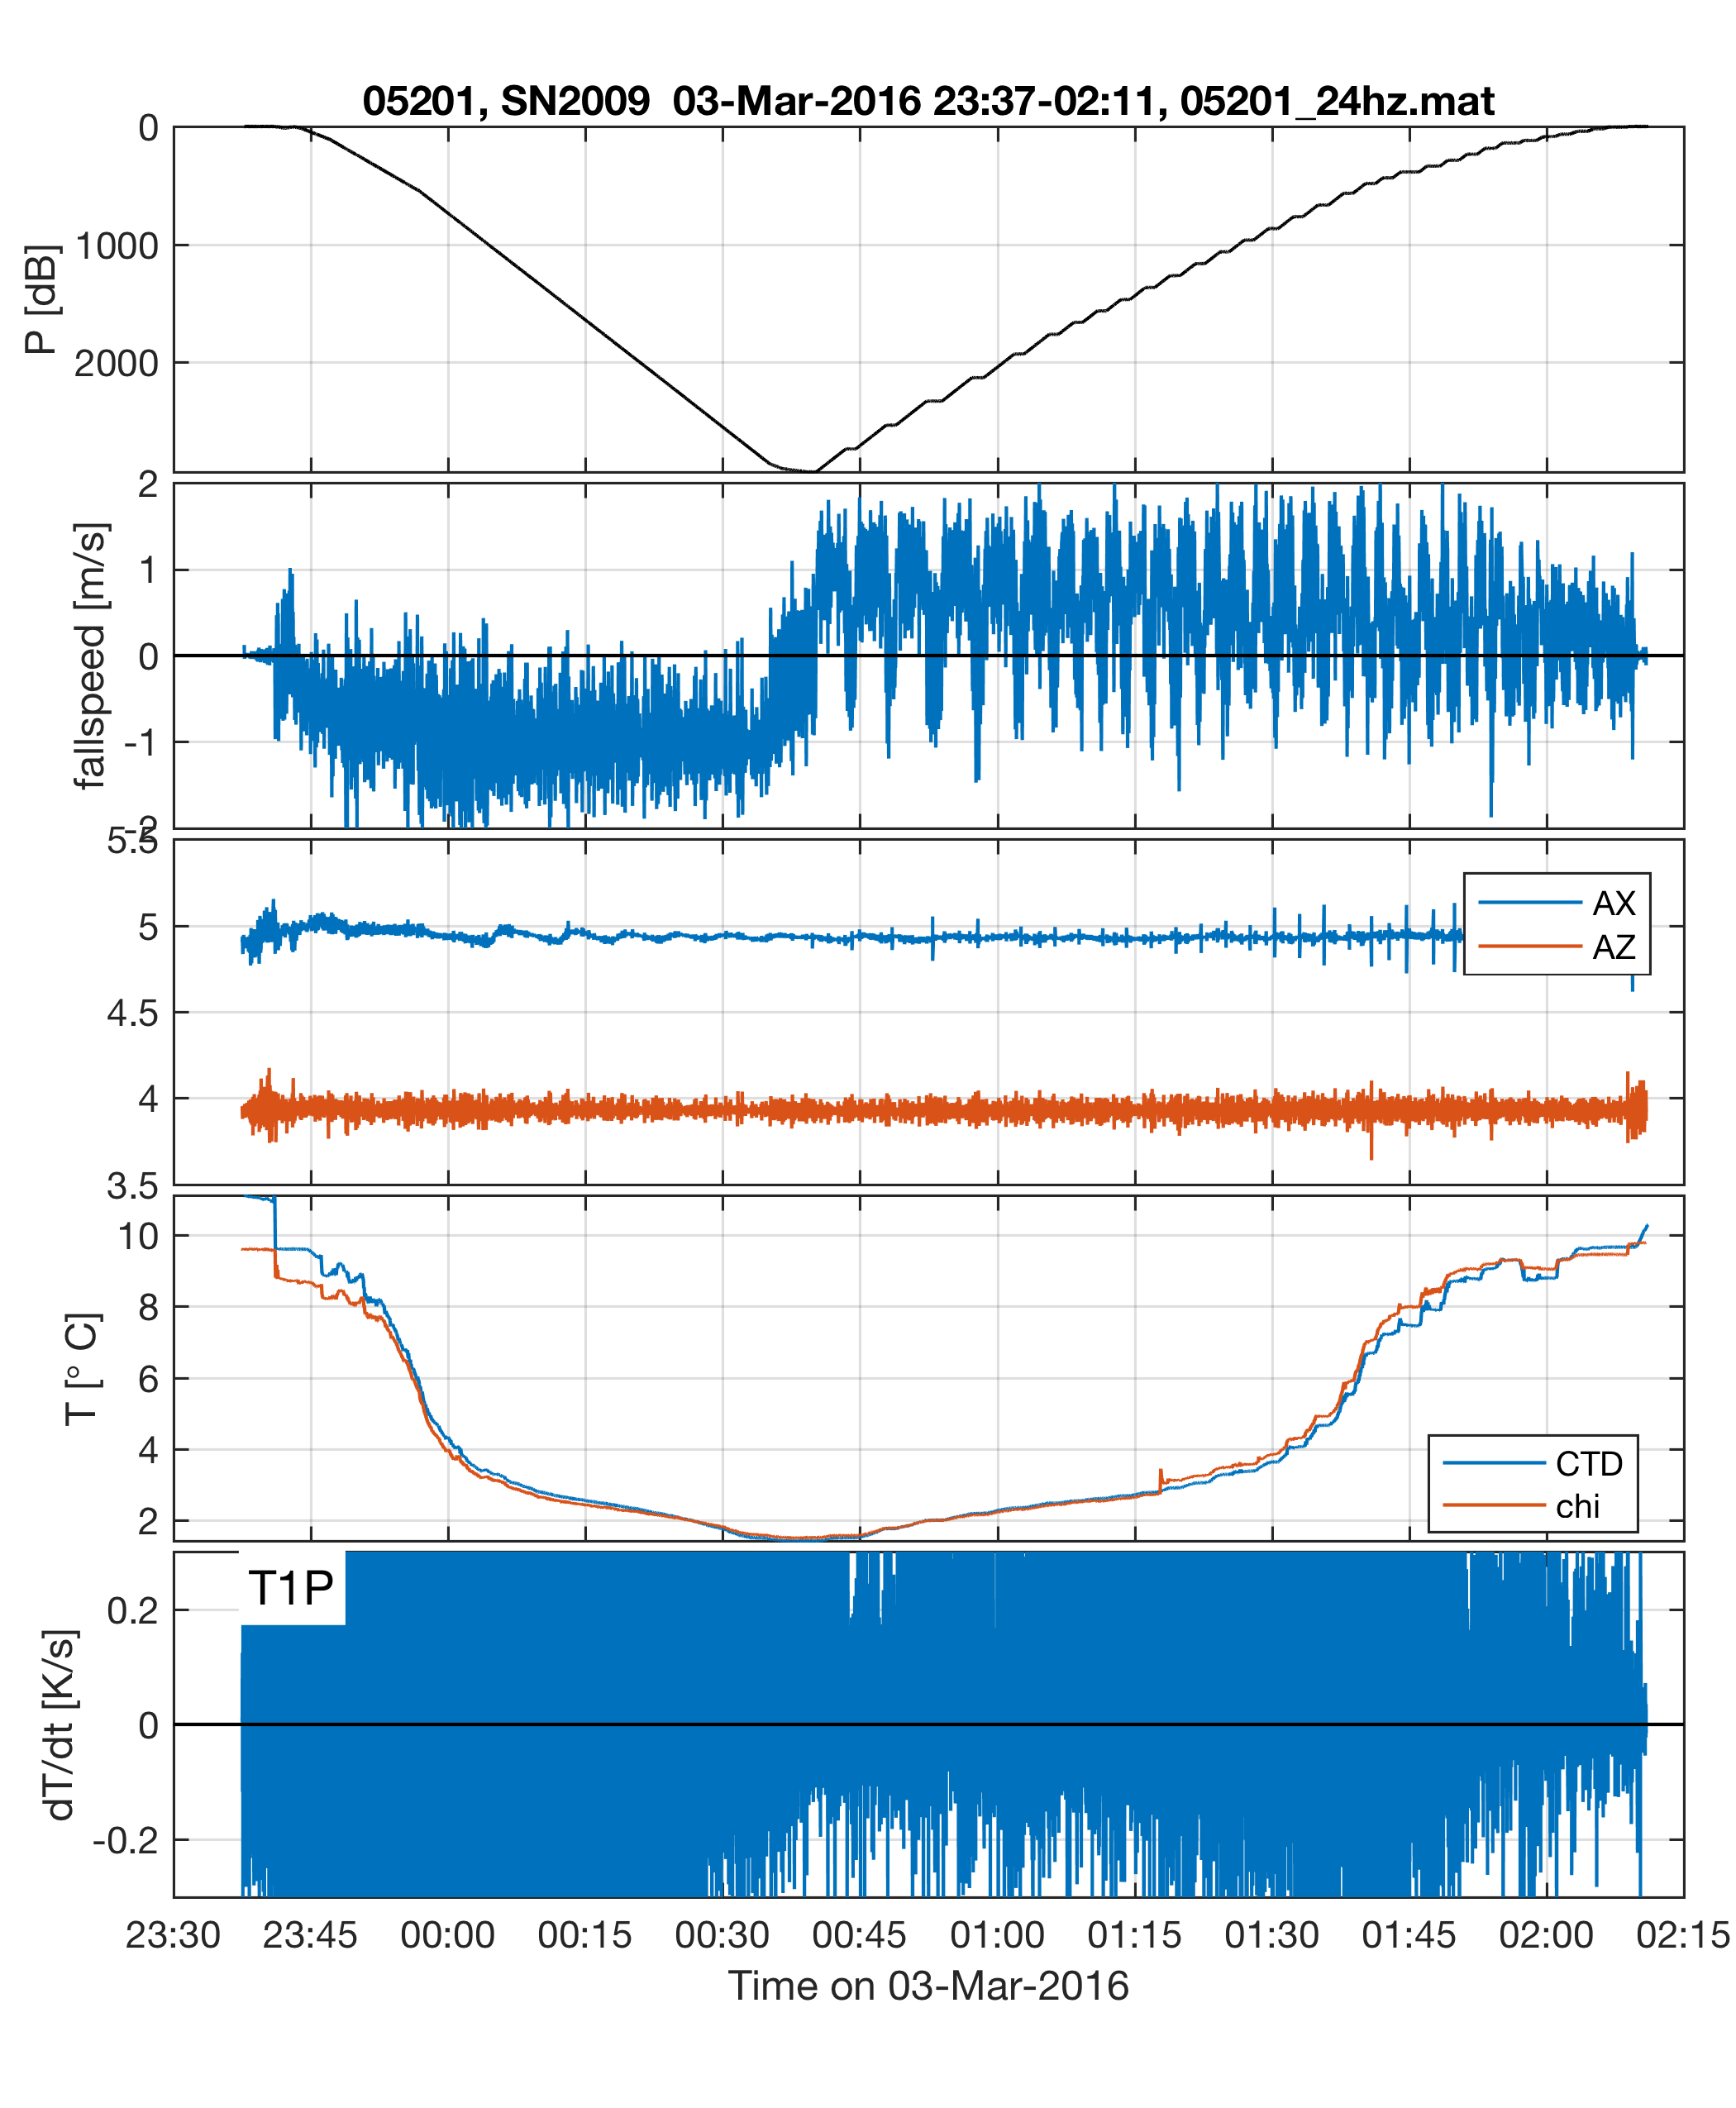 05201, SN2009  03-Mar-2016 23:37-02:11, 05201_24hz.mat
0
1000
2000
P [dB]
2
1
0
-1
-2
fallspeed [m/s]
5.5
5
4.5
4
3.5
AX
AZ
10
8
6
4
2
T [° C]
CTD
chi
T1P
0.2
0
-0.2
dT/dt [K/s]
23:30 23:45 00:00 00:15 00:30 00:45 01:00 01:15 01:30 01:45 02:00 02:15
Time on 03-Mar-2016